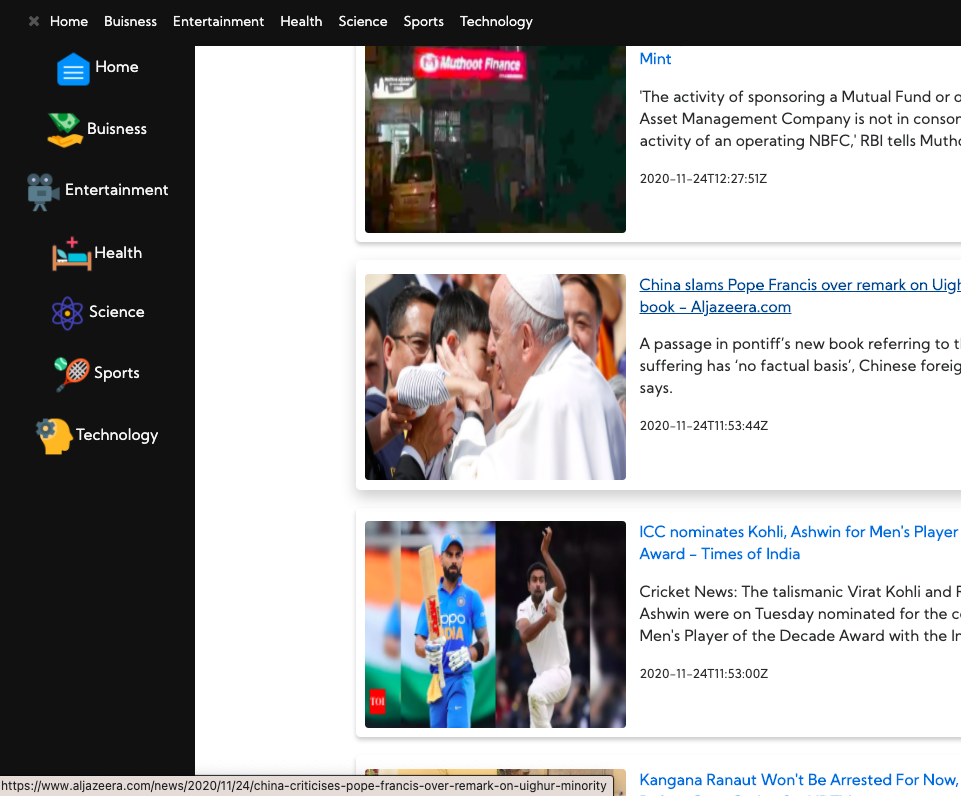 ✖ Home Buisness Entertainment Health Science Sports Technology
Home
Buisness
Entertainment
Health
Science
Sports
Technology
Muthoot Finance
Mint
'The activity of sponsoring a Mutual Fund or o
Asset Management Company is not in conson
activity of an operating NBFC,' RBI tells Mutho
2020-11-24T12:27:51Z
China slams Pope Francis over remark on Uigh
book - Aljazeera.com
A passage in pontiff's new book referring to t
suffering has 'no factual basis', Chinese foreig
says.
2020-11-24T11:53:44Z
oppo
INDIA
TOI
ICC nominates Kohli, Ashwin for Men's Player
Award - Times of India
Cricket News: The talismanic Virat Kohli and R
Ashwin were on Tuesday nominated for the c
Men's Player of the Decade Award with the In
2020-11-24T11:53:00Z
Kangana Ranaut Won't Be Arrested For Now,
https://www.aljazeera.com/news/2020/11/24/china-criticises-pope-francis-over-remark-on-uighur-minority